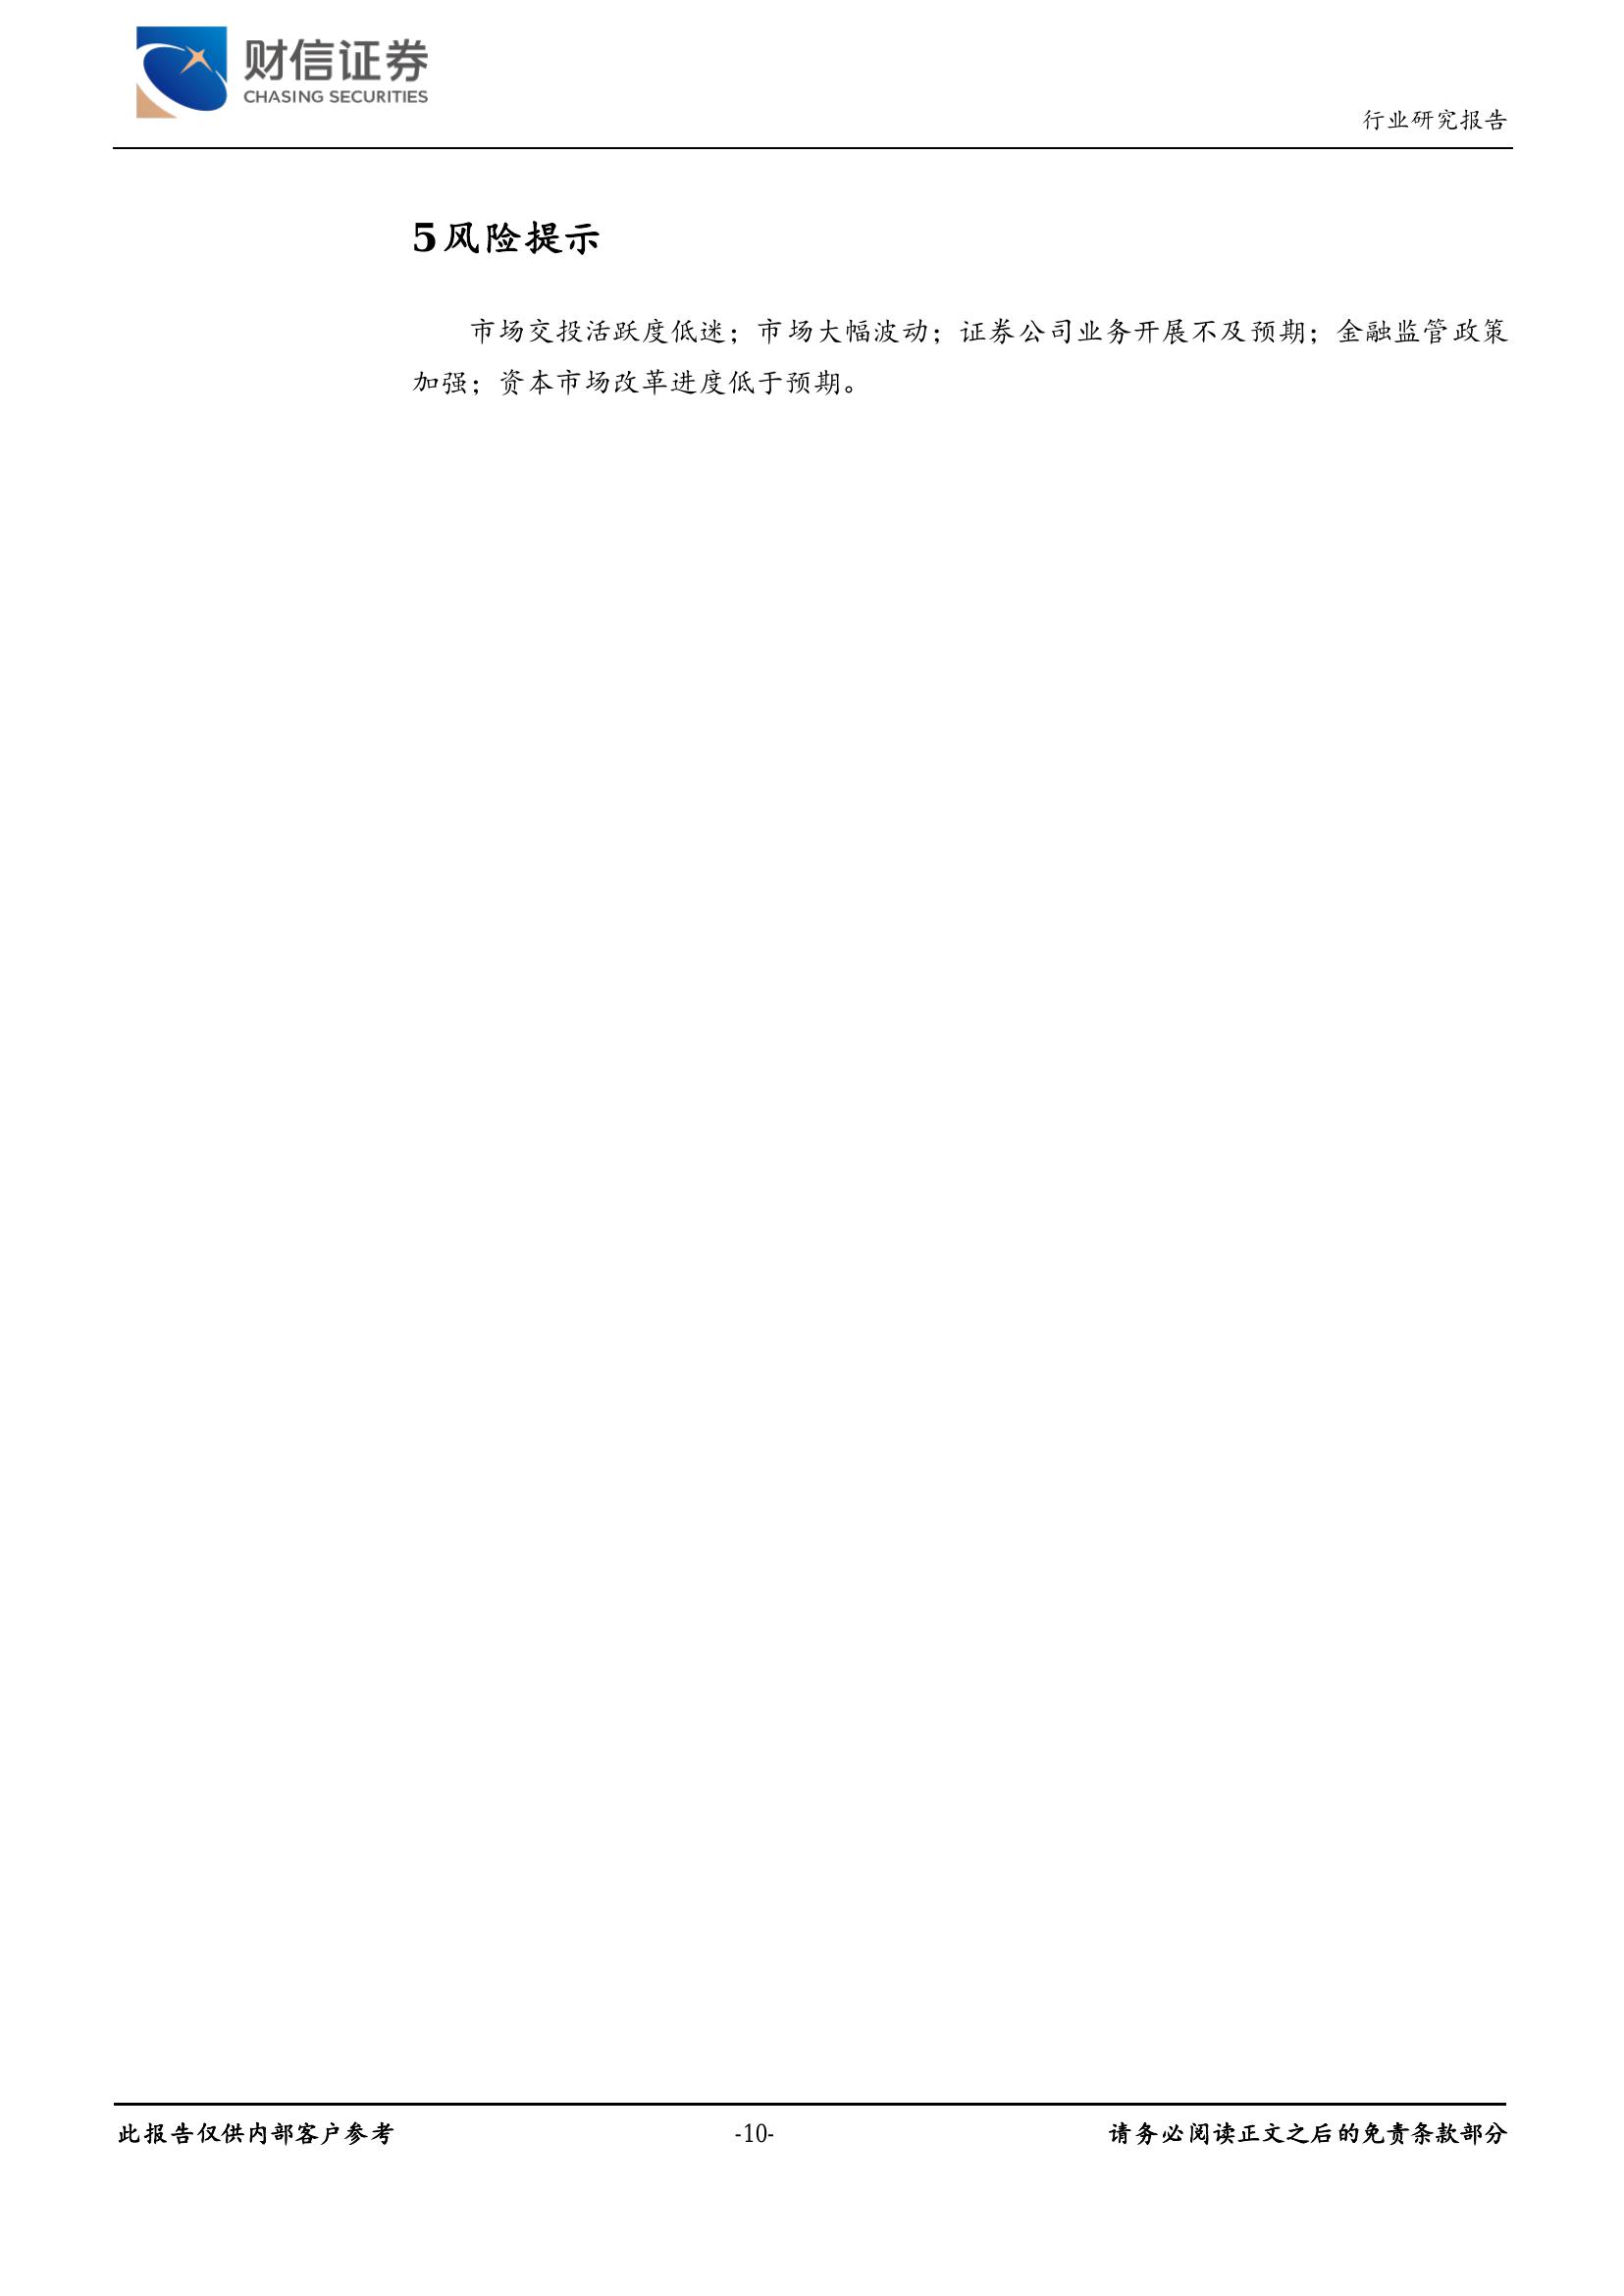 财信证券
CHASING SECURITIES
行业研究报告
5 风险提示
市场交投活跃度低迷；市场大幅波动；证券公司业务开展不及预期；金融监管政策
加强；资本市场改革进度低于预期。
此报告仅供内部客户参考
-10-
请务必阅读正文之后的免责条款部分